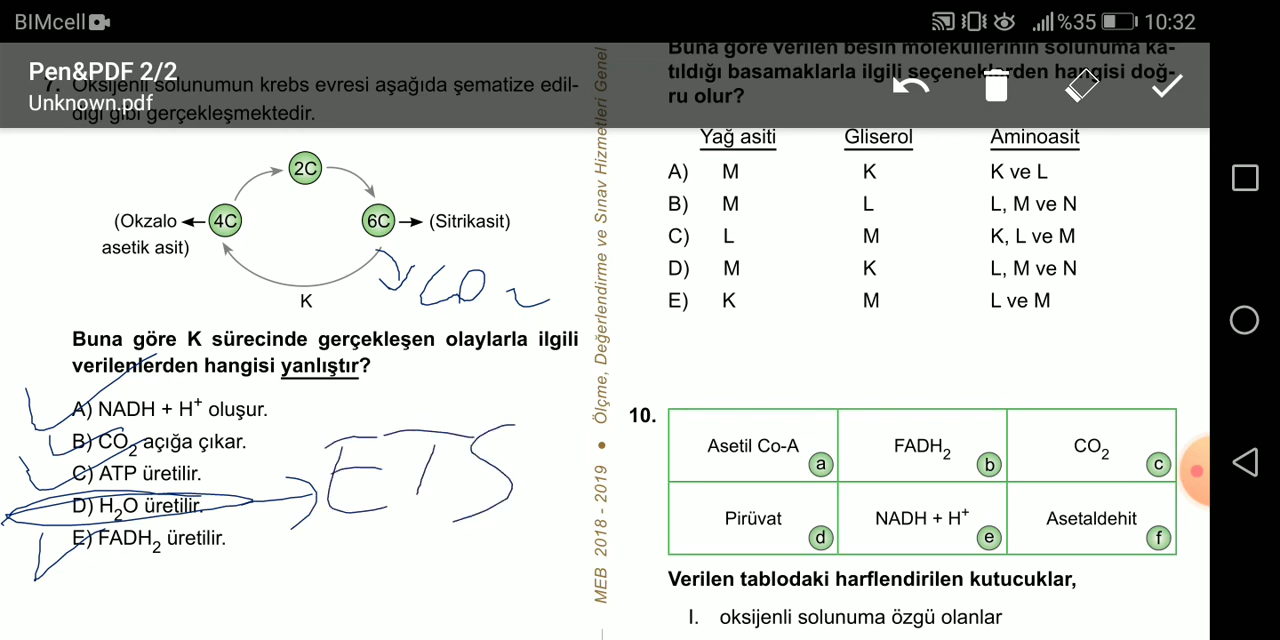 BIMcell
%35 10:32
Pen&PDF 2/2
Unknown.pdf
7. Oksijenli solunumun krebs evresi aşağıda şematize edil-
diği gibi gerçekleşmektedir.
2C
(Okzalo
asetik asit)
4C
6C
(Sitrikasit)
K
CO2
Buna göre K sürecinde gerçekleşen olaylarla ilgili
verilenlerden hangisi yanlıştır?
A) NADH + H+ oluşur.
B) CO2 açığa çıkar.
C) ATP üretilir.
D) H2O üretilir.
E) FADH2 üretilir.
ETS
MEB 2018 - 2019 ● Ölçme, Değerlendirme ve Sınav Hizmetleri Genel
Buna göre verilen besin moleküllerinin solunuma ka-
tıldığı basamaklarla ilgili seçeneklerden hangisi doğ-
ru olur?
Yağ asiti Gliserol Aminoasit
A) M K K ve L
B) M L L, M ve N
C) L M K, L ve M
D) M K L, M ve N
E) K M L ve M
10.
Asetil Co-A a FADH2 b CO2 c
Pirüvat d NADH + H+ e Asetaldehit f
Verilen tablodaki harflendirilen kutucuklar,
I. oksijenli solunuma özgü olanlar